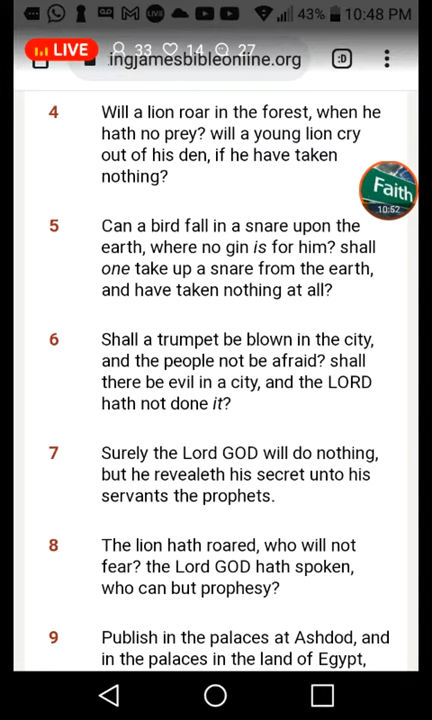 LIVE
43% 10:48 PM
LIVE 33 14 27
ingjamesbibleonline.org :D
4 Will a lion roar in the forest, when he
hath no prey? will a young lion cry
out of his den, if he have taken
nothing?
Faith
10:52
5 Can a bird fall in a snare upon the
earth, where no gin is for him? shall
one take up a snare from the earth,
and have taken nothing at all?
6 Shall a trumpet be blown in the city,
and the people not be afraid? shall
there be evil in a city, and the LORD
hath not done it?
7 Surely the Lord GOD will do nothing,
but he revealeth his secret unto his
servants the prophets.
8 The lion hath roared, who will not
fear? the Lord GOD hath spoken,
who can but prophesy?
9 Publish in the palaces at Ashdod, and
in the palaces in the land of Egypt,